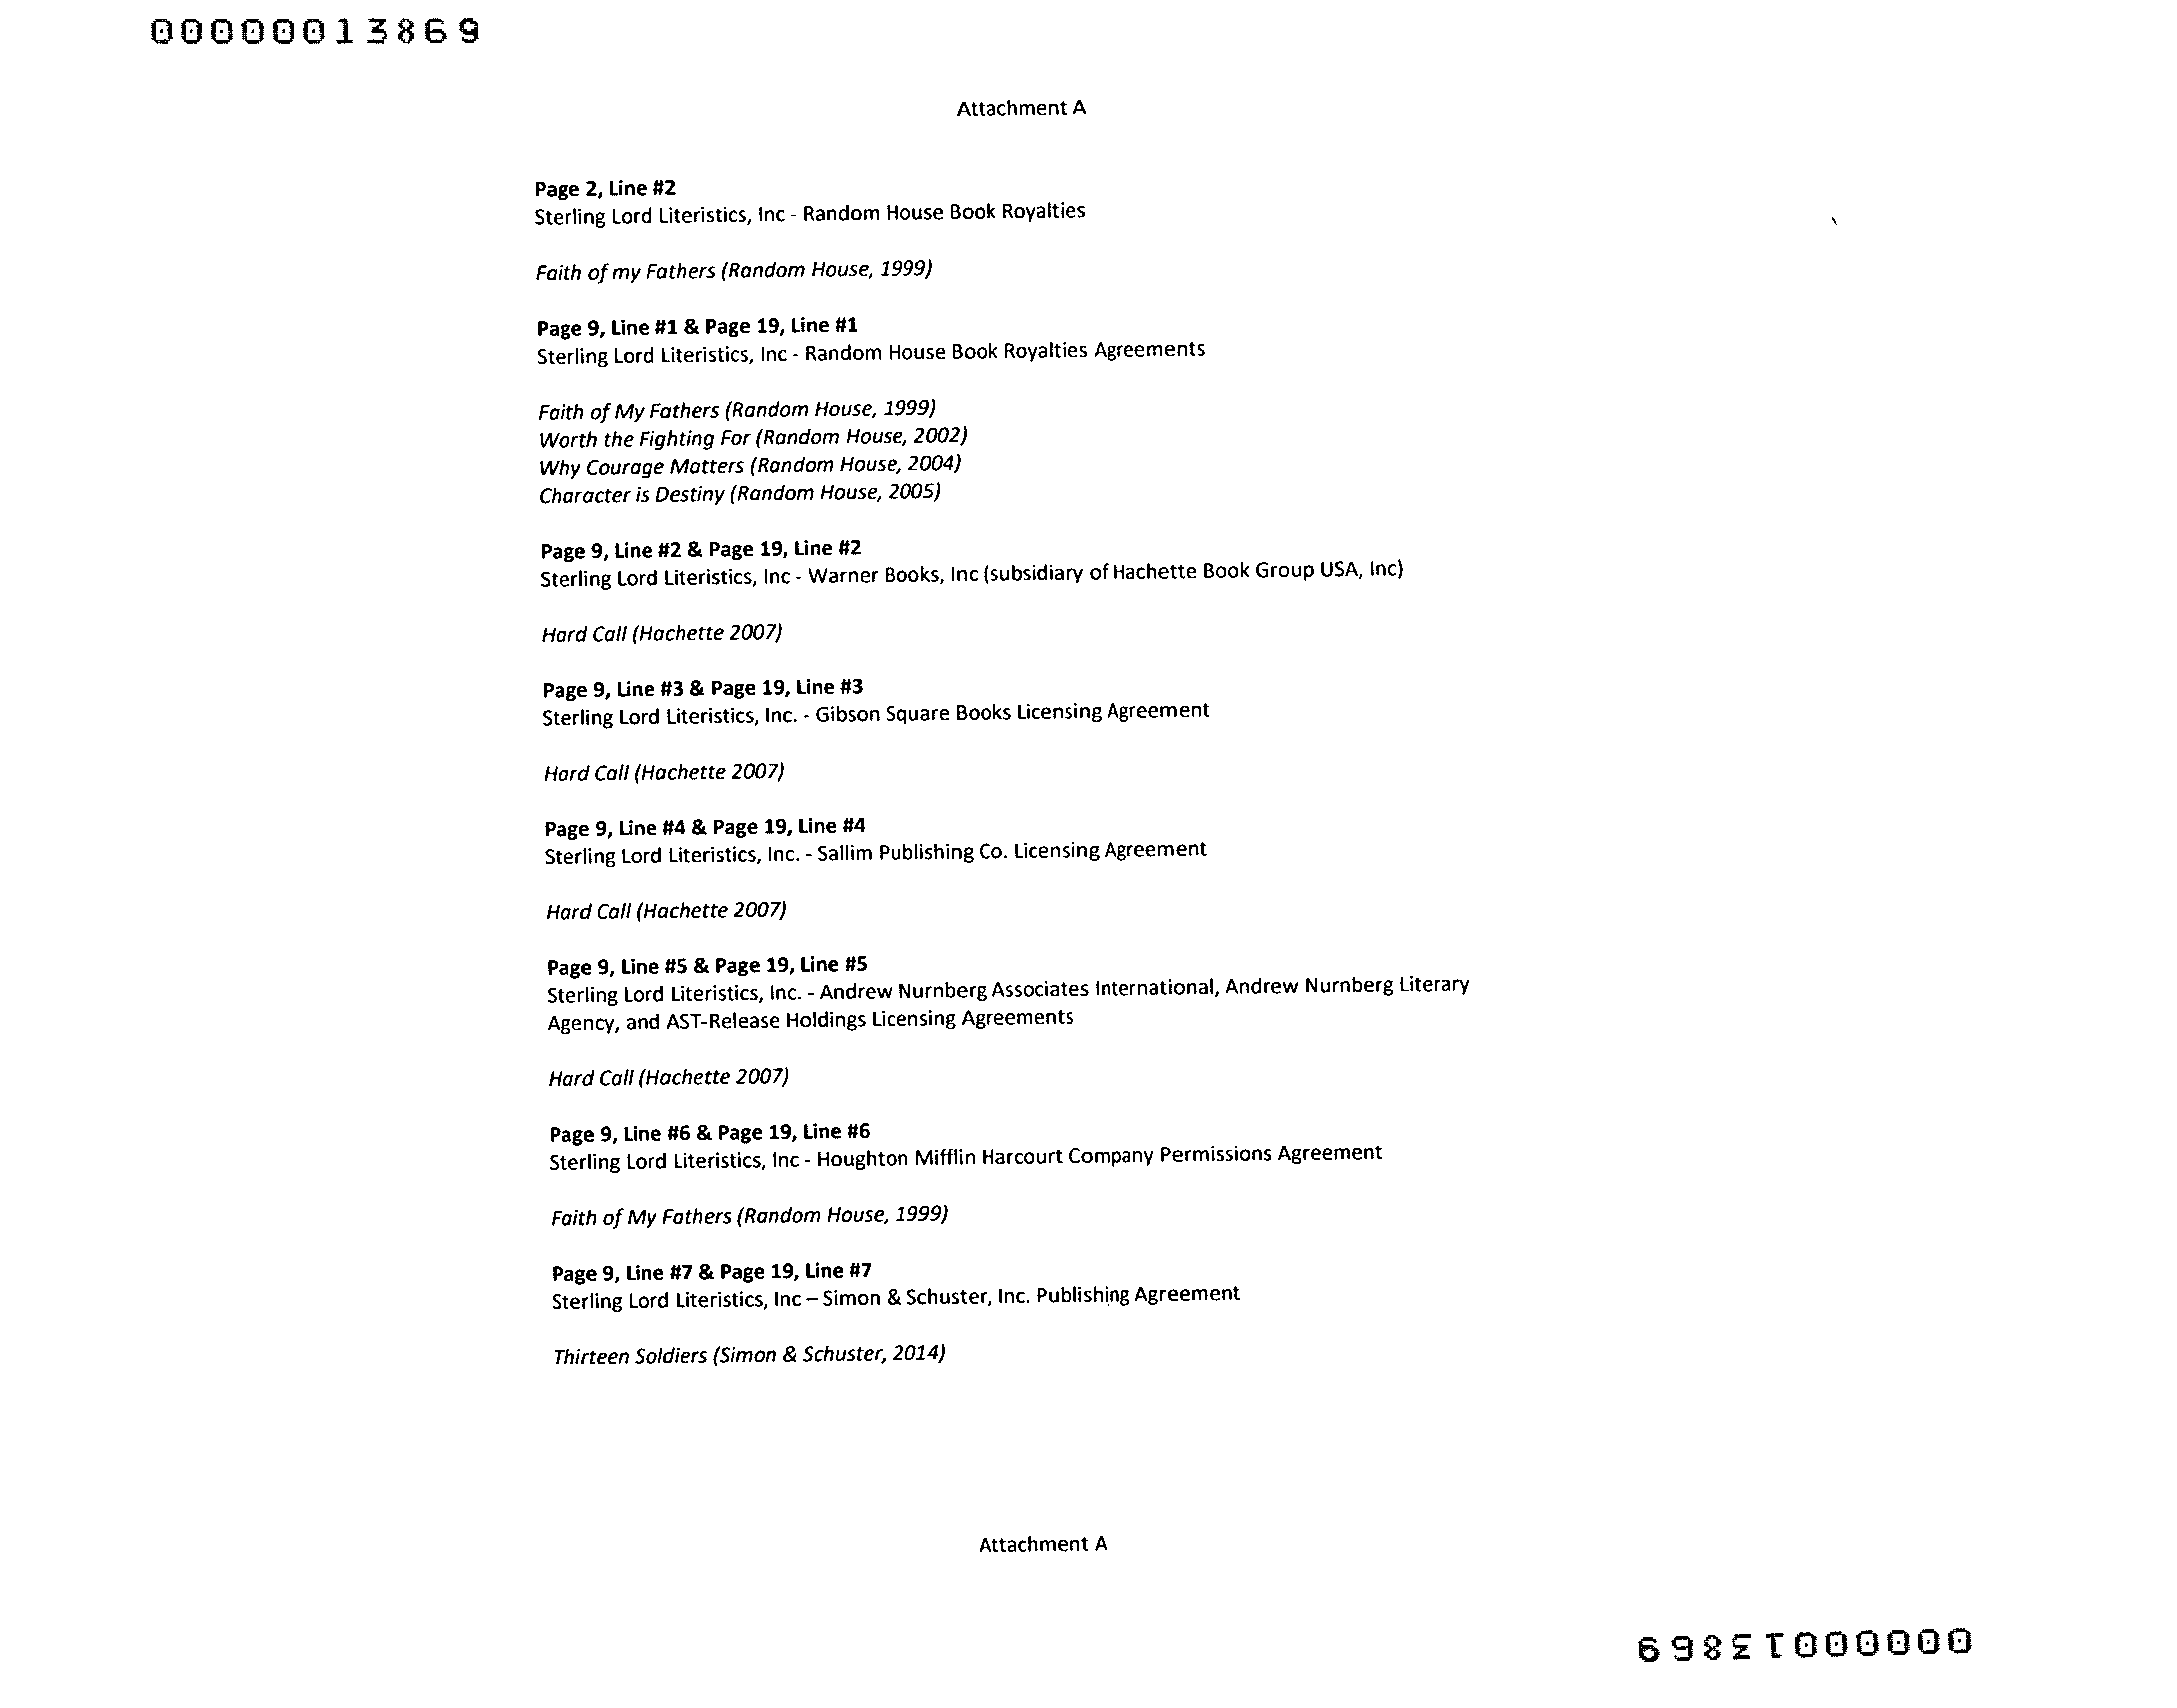 00000013869
Attachment A
Page 2, Line #2
Sterling Lord Literistics, Inc - Random House Book Royalties
Faith of my Fathers (Random House, 1999)
Page 9, Line #1 & Page 19, Line #1
Sterling Lord Literistics, Inc - Random House Book Royalties Agreements
Faith of My Fathers (Random House, 1999)
Worth the Fighting For (Random House, 2002)
Why Courage Matters (Random House, 2004)
Character is Destiny (Random House, 2005)
Page 9, Line #2 & Page 19, Line #2
Sterling Lord Literistics, Inc - Warner Books, Inc (subsidiary of Hachette Book Group USA, Inc)
Hard Call (Hachette 2007)
Page 9, Line #3 & Page 19, Line #3
Sterling Lord Literistics, Inc. - Gibson Square Books Licensing Agreement
Hard Call (Hachette 2007)
Page 9, Line #4 & Page 19, Line #4
Sterling Lord Literistics, Inc. - Sallim Publishing Co. Licensing Agreement
Hard Call (Hachette 2007)
Page 9, Line #5 & Page 19, Line #5
Sterling Lord Literistics, Inc. - Andrew Nurnberg Associates International, Andrew Nurnberg Literary
Agency, and AST-Release Holdings Licensing Agreements
Hard Call (Hachette 2007)
Page 9, Line #6 & Page 19, Line #6
Sterling Lord Literistics, Inc - Houghton Mifflin Harcourt Company Permissions Agreement
Faith of My Fathers (Random House, 1999)
Page 9, Line #7 & Page 19, Line #7
Sterling Lord Literistics, Inc – Simon & Schuster, Inc. Publishing Agreement
Thirteen Soldiers (Simon & Schuster, 2014)
Attachment A
00000013869